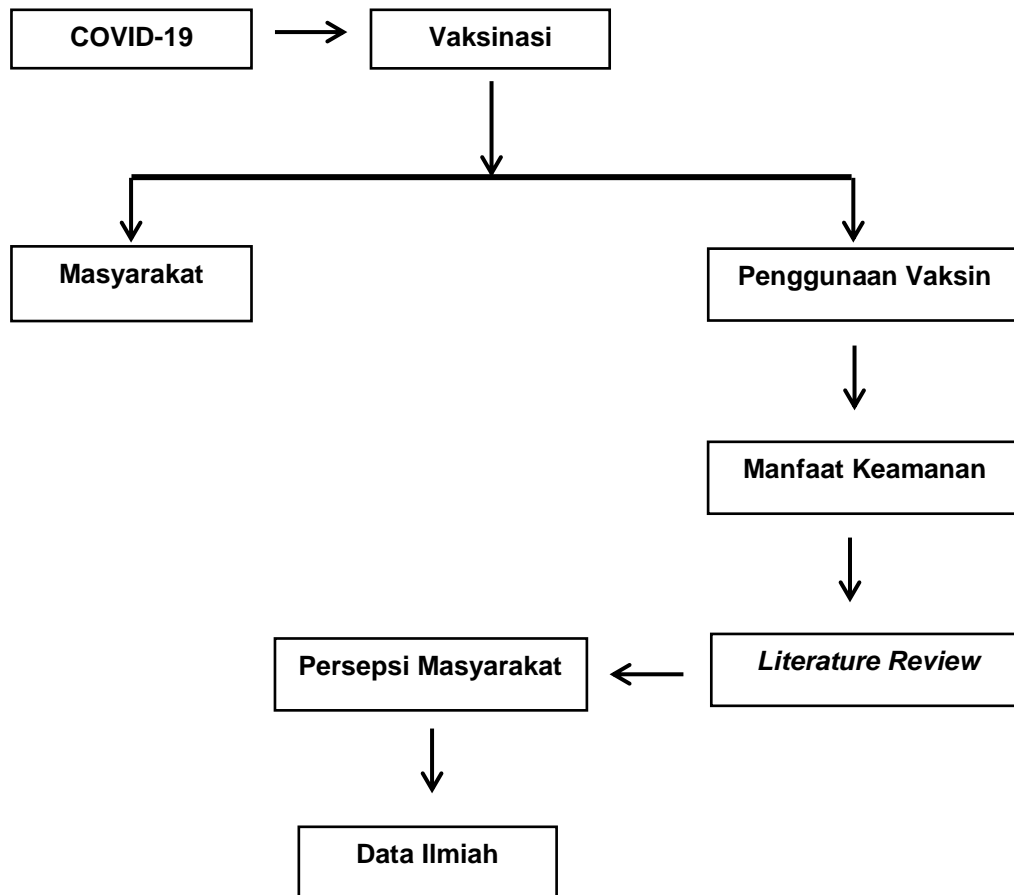 COVID-19
Vaksinasi
Masyarakat
Penggunaan Vaksin
Manfaat Keamanan
Persepsi Masyarakat
Literature Review
Data Ilmiah